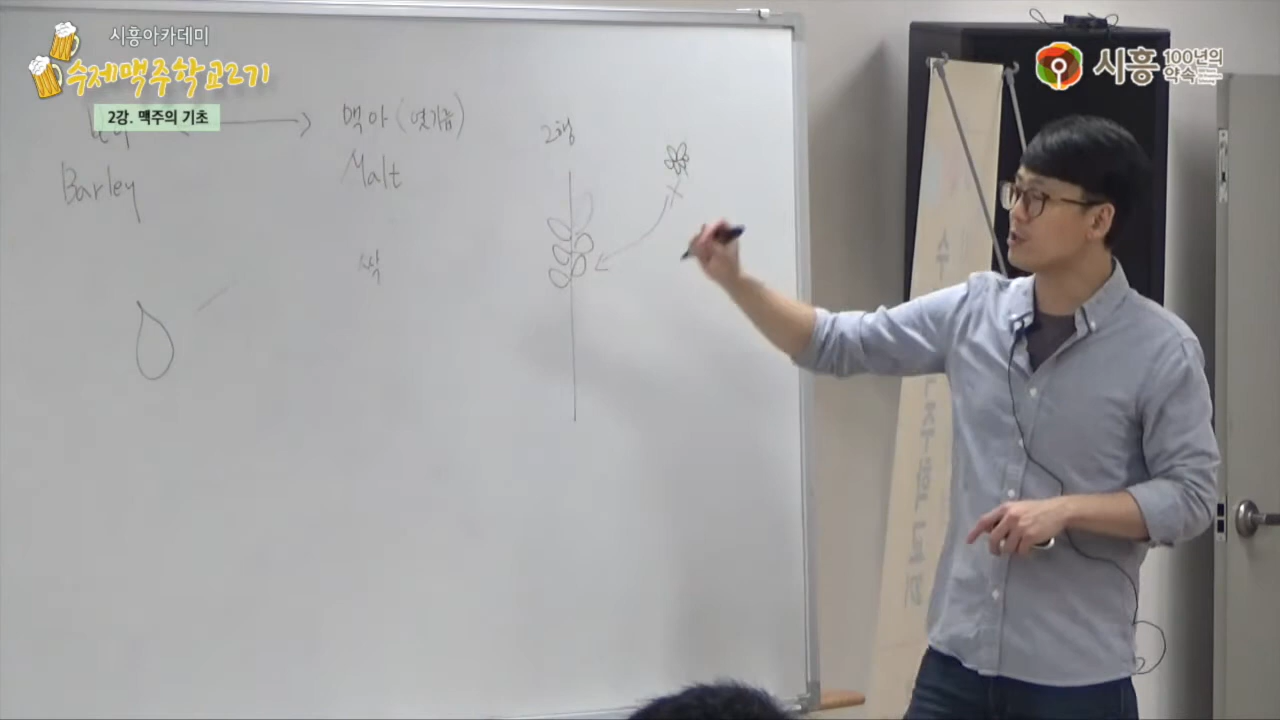 시흥아카데미
수제맥주학교2기
2강. 맥주의 기초
시흥 100년의 약속
맥아 (엿기름)
Barley
Malt
싹
2행